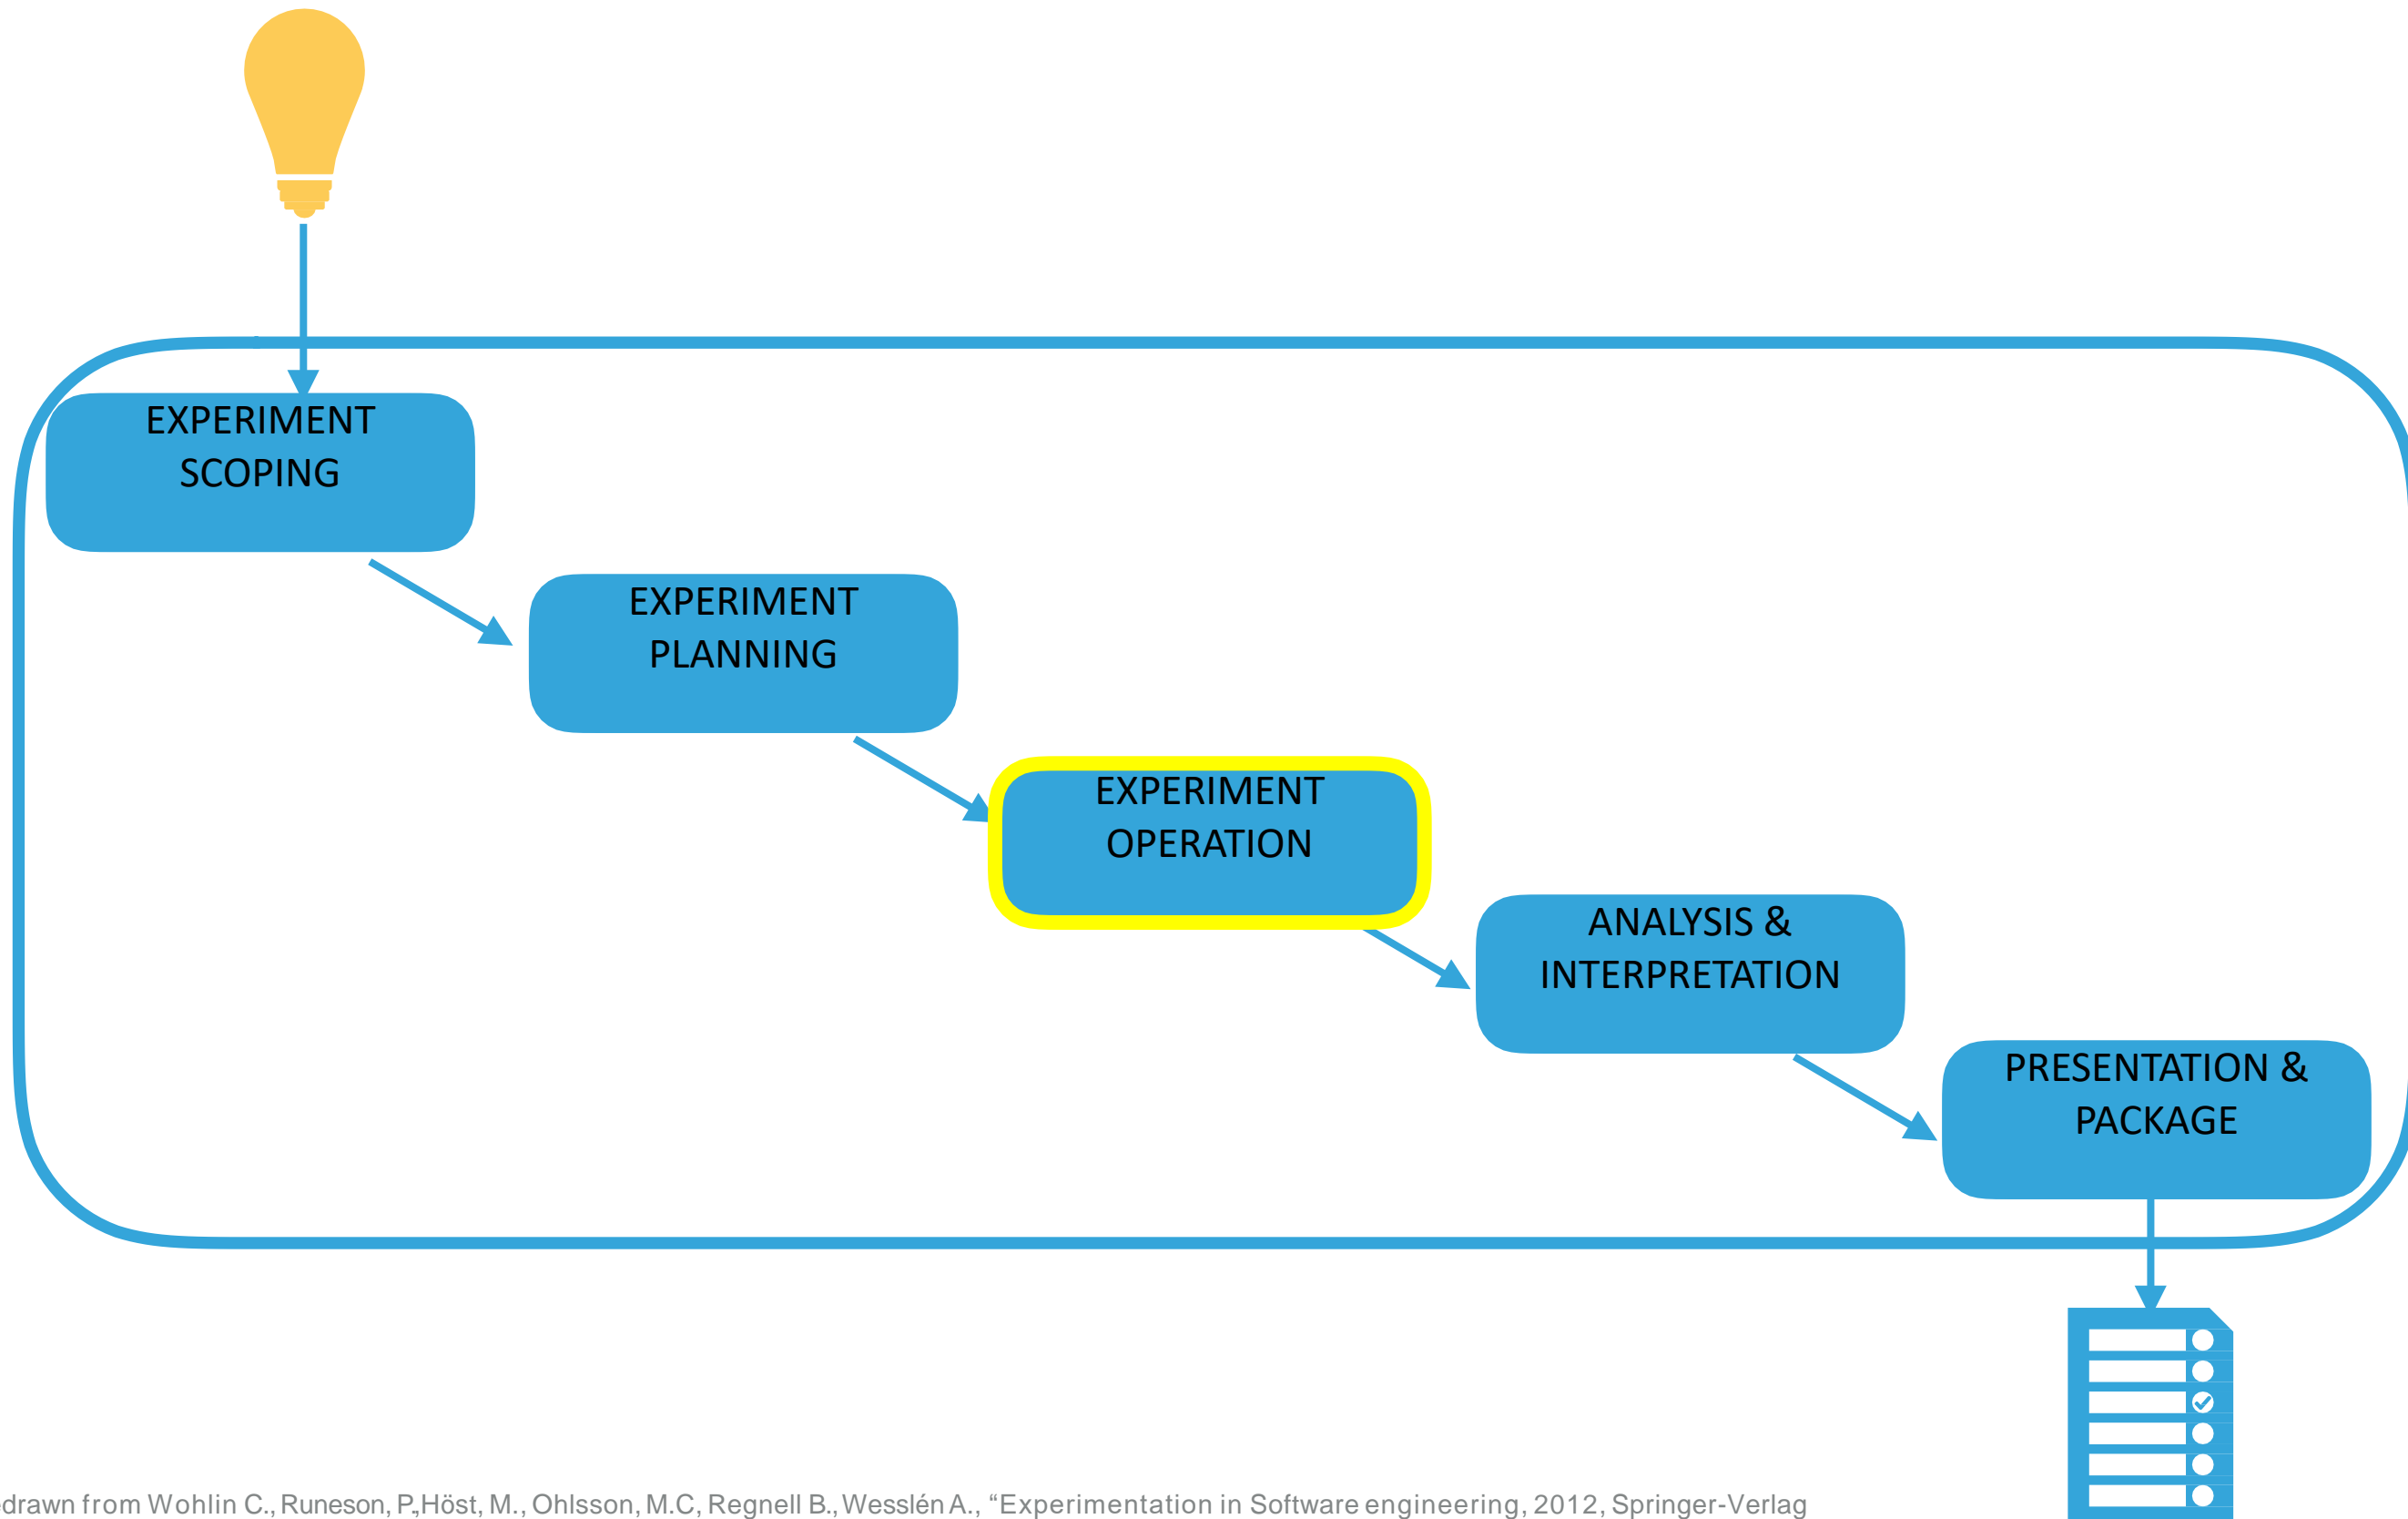 EXPERIMENT
SCOPING
EXPERIMENT
PLANNING
EXPERIMENT
OPERATION
ANALYSIS &
INTERPRETATION
PRESENTATION &
PACKAGE
edrawn from Wohlin C., Runeson, P.,Höst, M., Ohlsson, M.C, Regnell B., Wesslén A., “Experimentation in Software engineering, 2012, Springer-Verlag